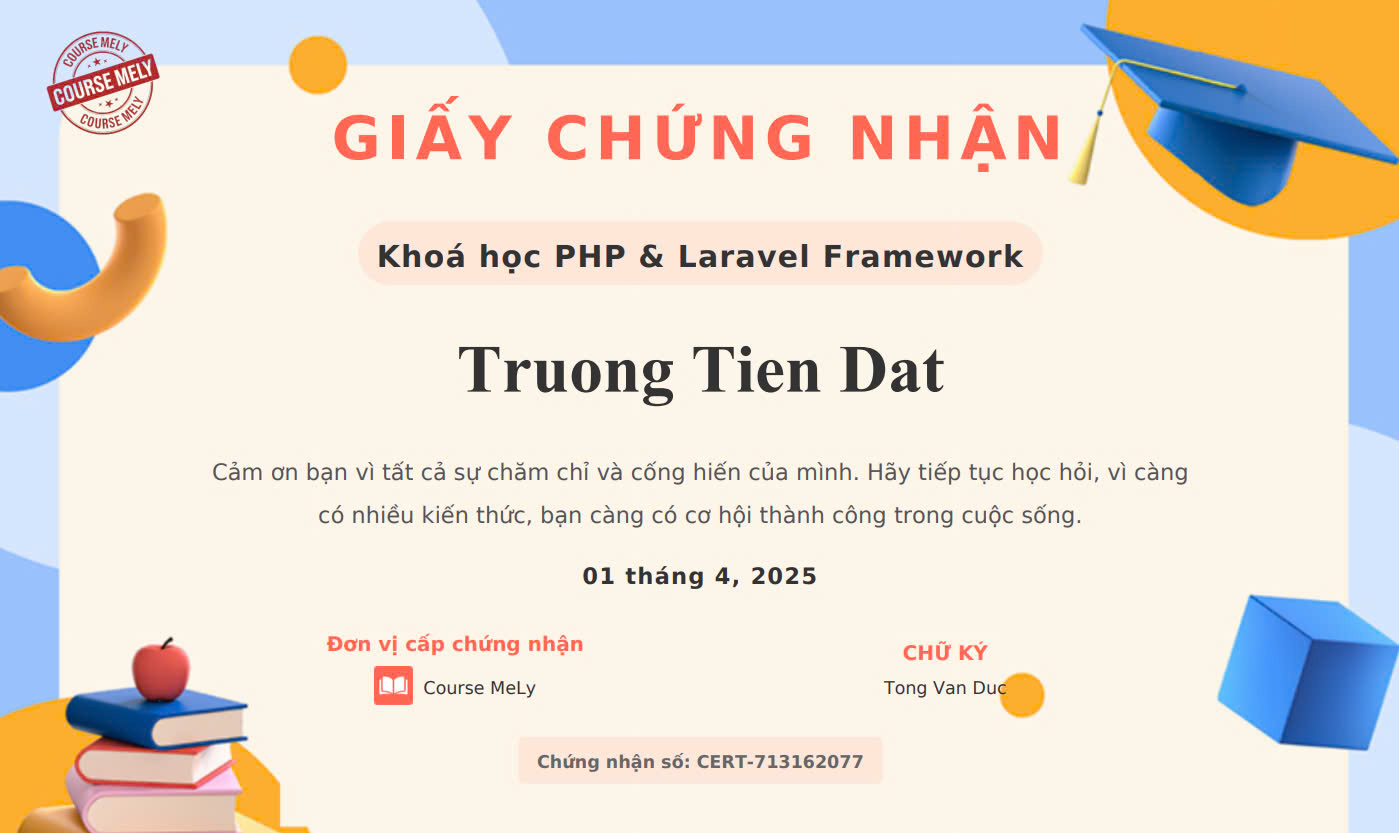 COURSE MELY
COURSE MELY
COURSE MELY
GIẤY CHỨNG NHẬN
Khoá học PHP & Laravel Framework
Truong Tien Dat
Cảm ơn bạn vì tất cả sự chăm chỉ và cống hiến của mình. Hãy tiếp tục học hỏi, vì càng
có nhiều kiến thức, bạn càng có cơ hội thành công trong cuộc sống.
01 tháng 4, 2025
Đơn vị cấp chứng nhận
Course MeLy
CHỮ KÝ
Tong Van Duc
Chứng nhận số: CERT-713162077